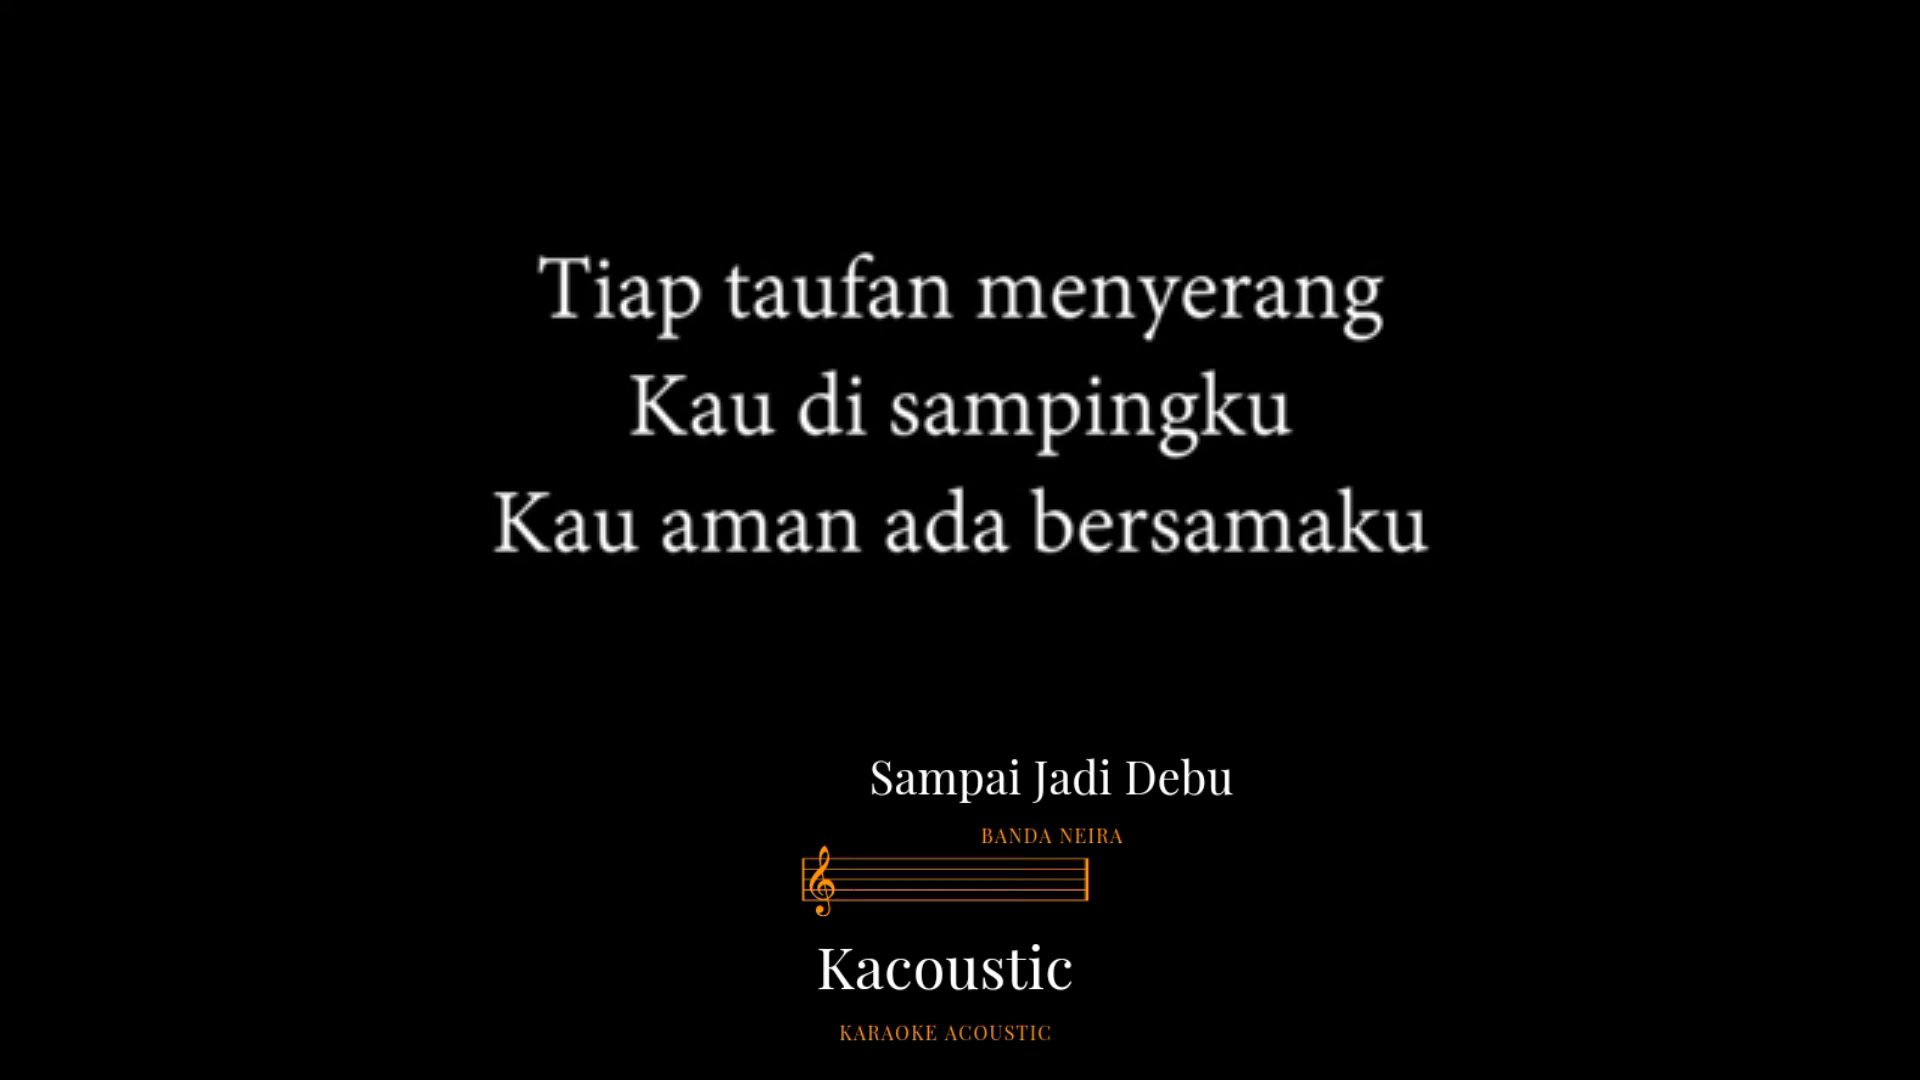 Tiap taufan menyerang
Kau di sampingku
Kau aman ada bersamaku
Sampai Jadi Debu
BANDA NEIRA
Kacoustic
KARAOKE ACOUSTIC